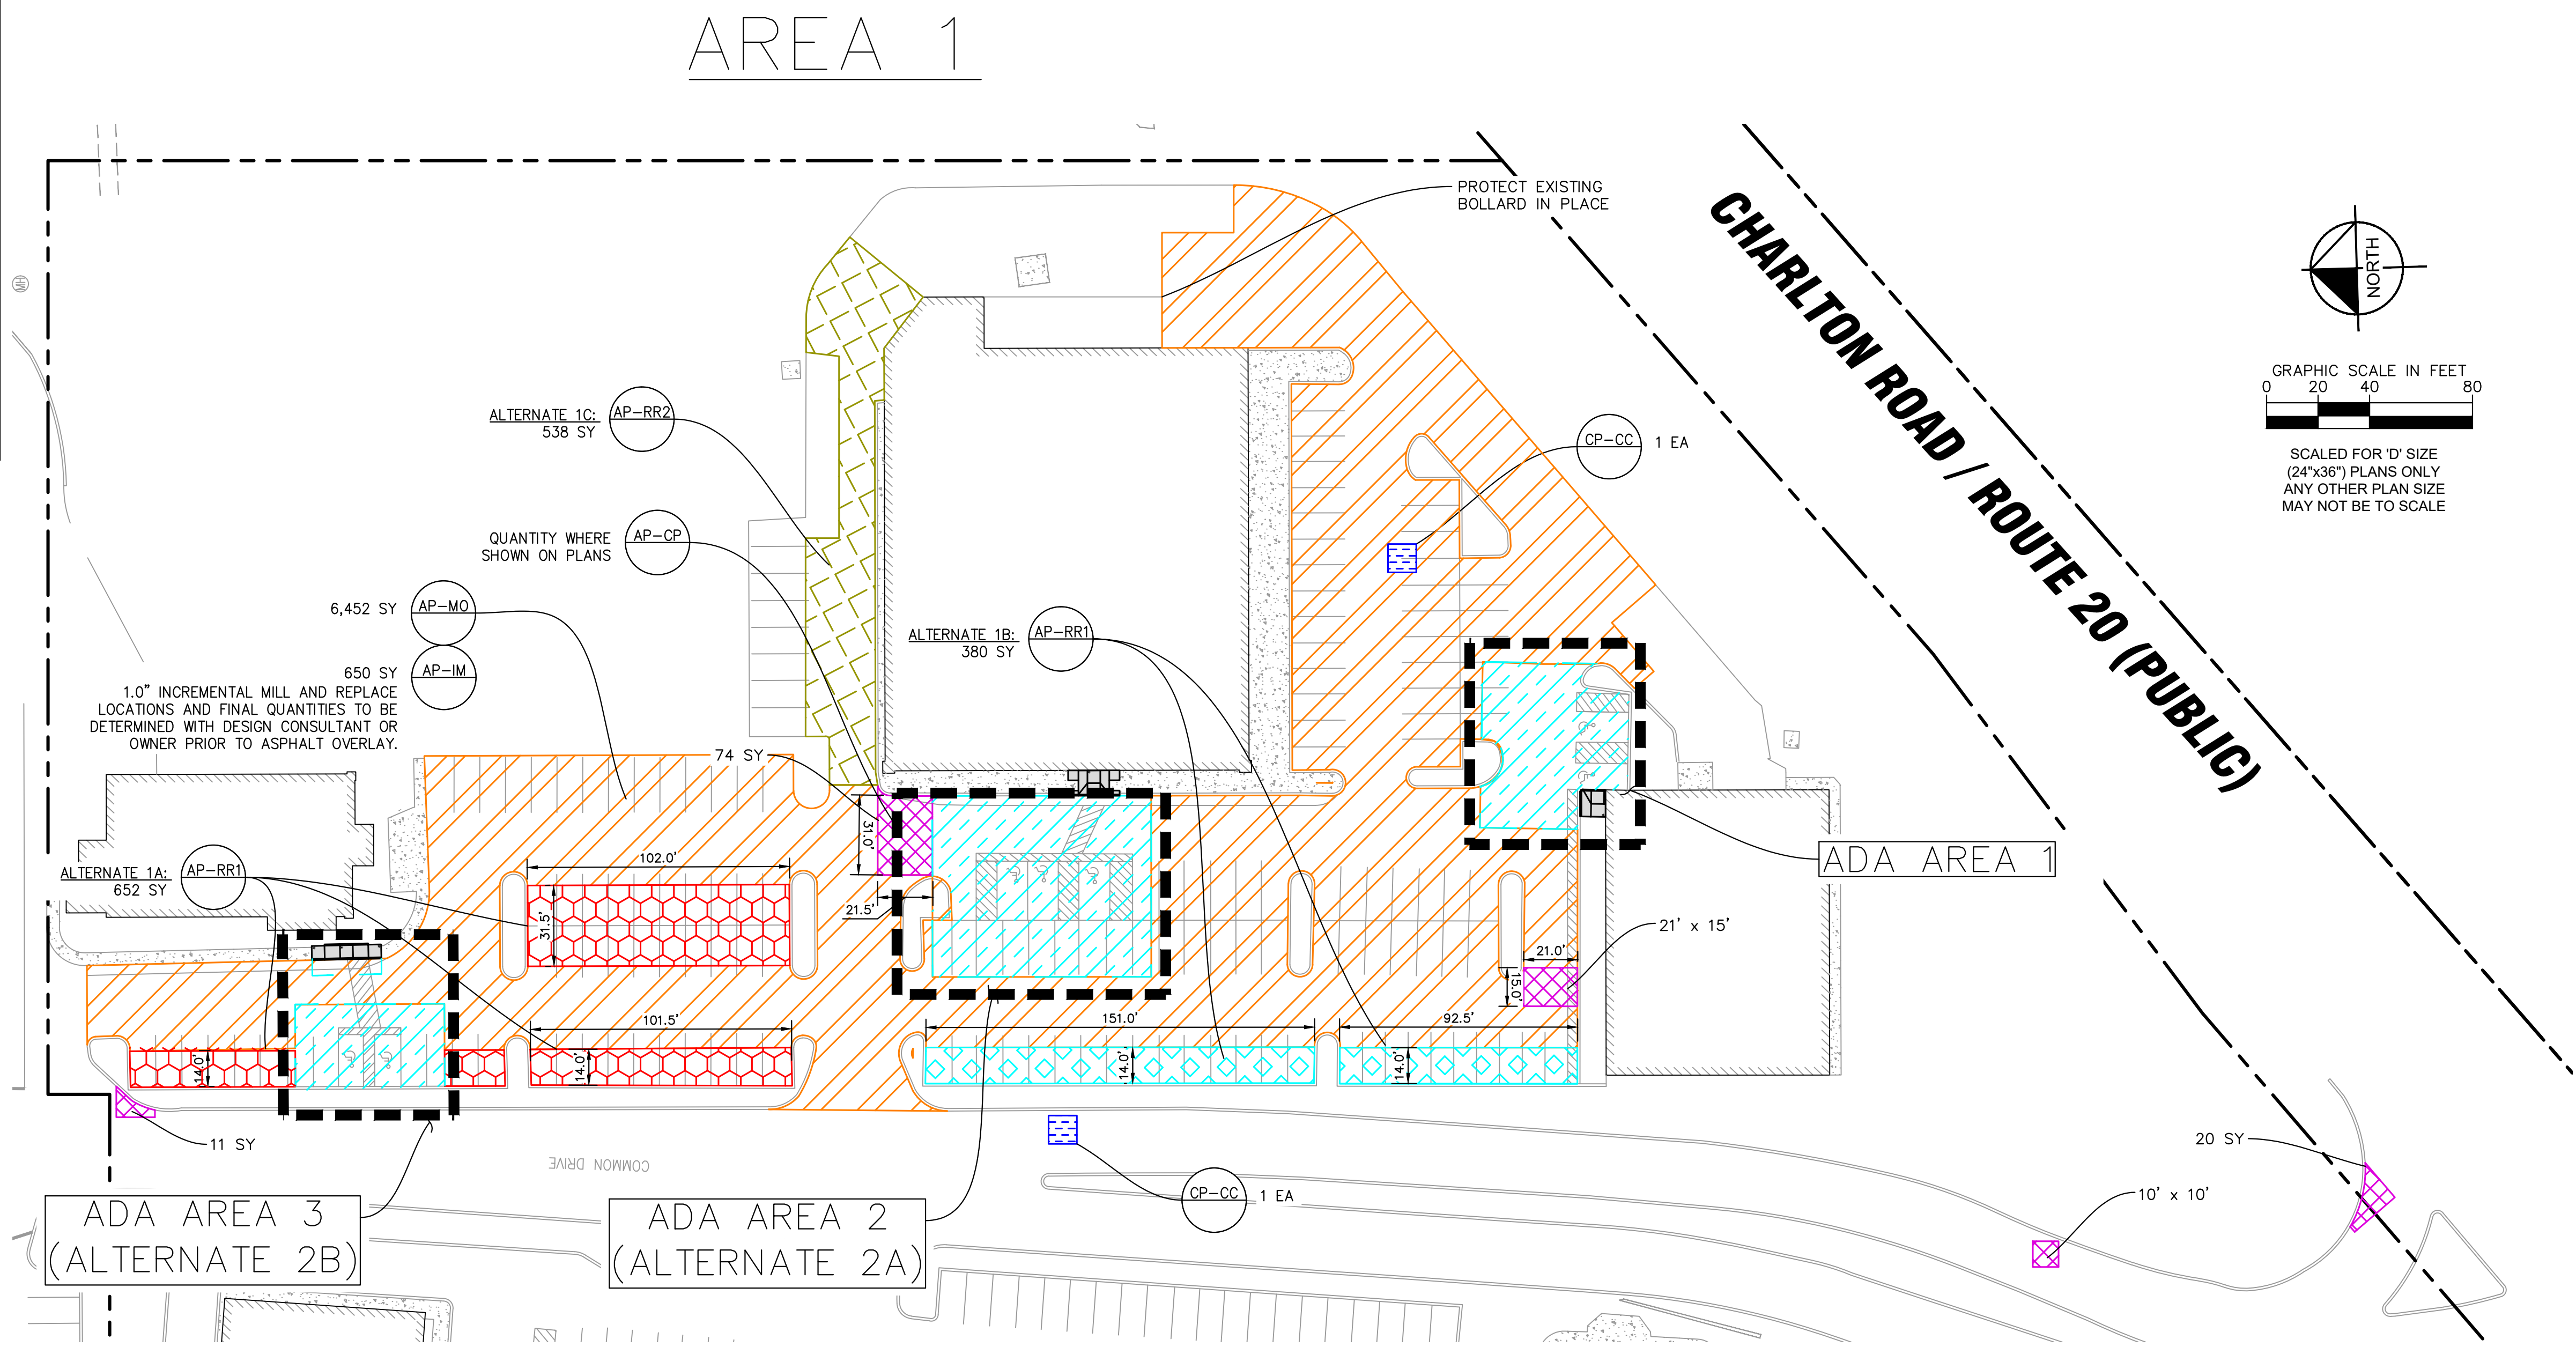 AREA 1
PROTECT EXISTING
BOLLARD IN PLACE
CHARLTON ROAD / ROUTE 20 (PUBLIC)
NORTH
GRAPHIC SCALE IN FEET
0 20 40 80
SCALED FOR 'D' SIZE
(24"x36") PLANS ONLY
ANY OTHER PLAN SIZE
MAY NOT BE TO SCALE
ALTERNATE 1C:
538 SY
AP-RR2
CP-CC
1 EA
QUANTITY WHERE
SHOWN ON PLANS
AP-CP
6,452 SY
AP-MO
650 SY
AP-IM
1.0" INCREMENTAL MILL AND REPLACE
LOCATIONS AND FINAL QUANTITIES TO BE
DETERMINED WITH DESIGN CONSULTANT OR
OWNER PRIOR TO ASPHALT OVERLAY.
ALTERNATE 1B:
380 SY
AP-RR1
74 SY
31.0'
21.5'
ALTERNATE 1A:
652 SY
AP-RR1
102.0'
31.5'
ADA AREA 1
21' x 15'
21.0'
15.0'
101.5'
14.0'
14.0'
151.0'
14.0'
92.5'
14.0'
11 SY
COMMON DRIVE
20 SY
10' x 10'
CP-CC
1 EA
ADA AREA 3
(ALTERNATE 2B)
ADA AREA 2
(ALTERNATE 2A)